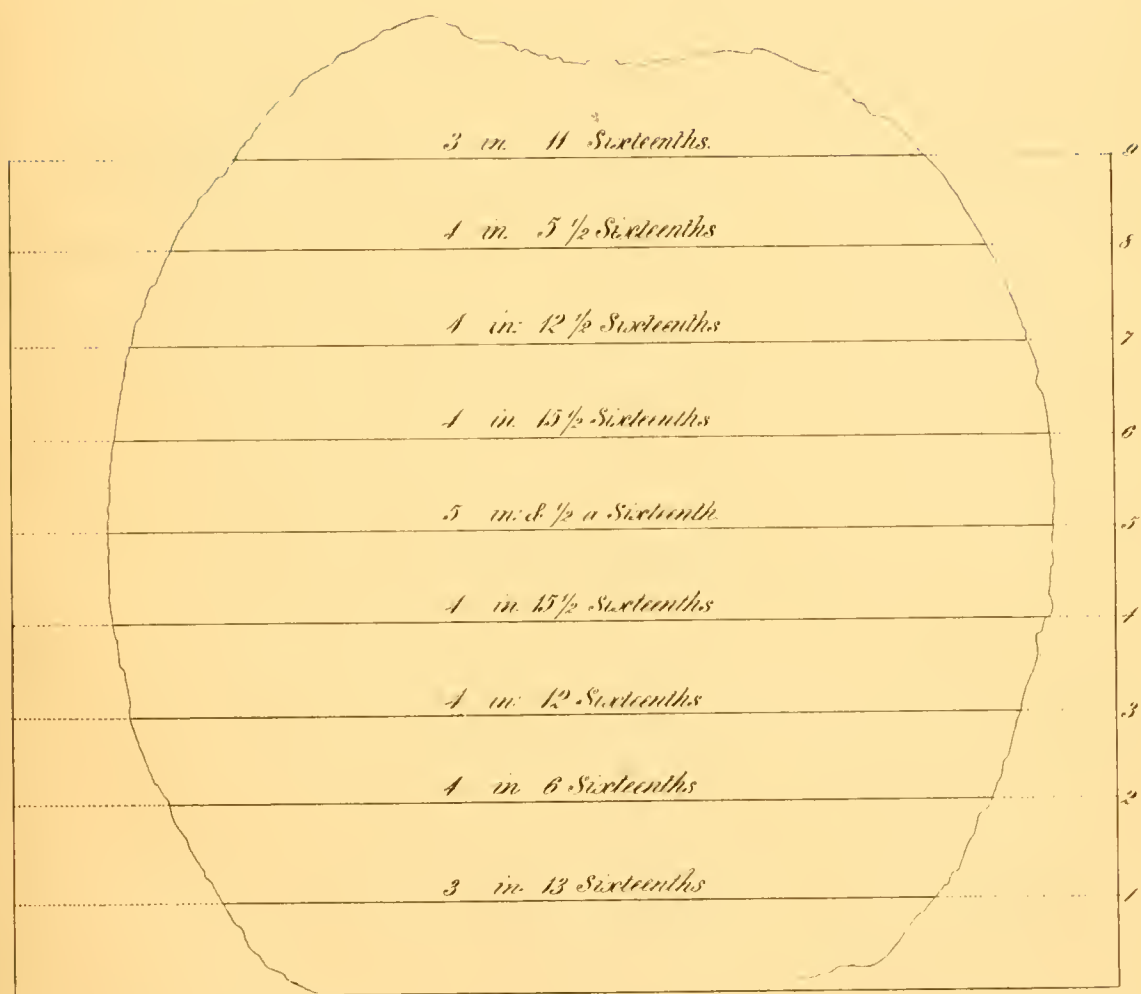 3 in. 11 Sixteenths. 9
4 in. 5 ½ Sixteenths 8
4 in: 12 ½ Sixteenths 7
4 in. 15 ½ Sixteenths 6
5 in: & ½ a Sixteenth 5
4 in. 15 ½ Sixteenths 4
4 in: 12 Sixteenths 3
4 in 6 Sixteenths 2
3 in. 13 Sixteenths 1